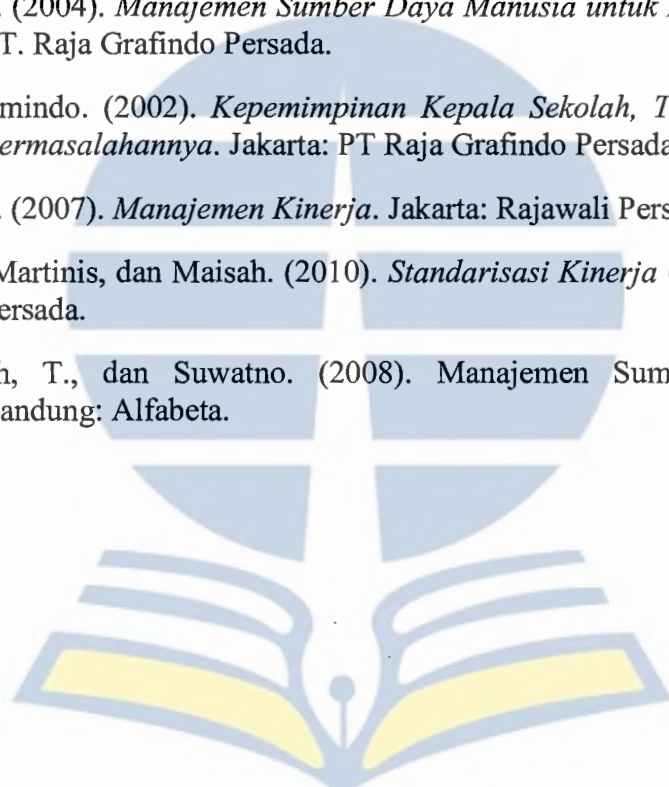 . (2004). Manajemen Sumber Daya Manusia untuk
T. Raja Grafindo Persada.
mindo. (2002). Kepemimpinan Kepala Sekolah, T
ermasalahannya. Jakarta: PT Raja Grafindo Persada
. (2007). Manajemen Kinerja. Jakarta: Rajawali Pers
Martinis, dan Maisah. (2010). Standarisasi Kinerja
ersada.
h, T., dan Suwatno. (2008). Manajemen Sum
andung: Alfabeta.